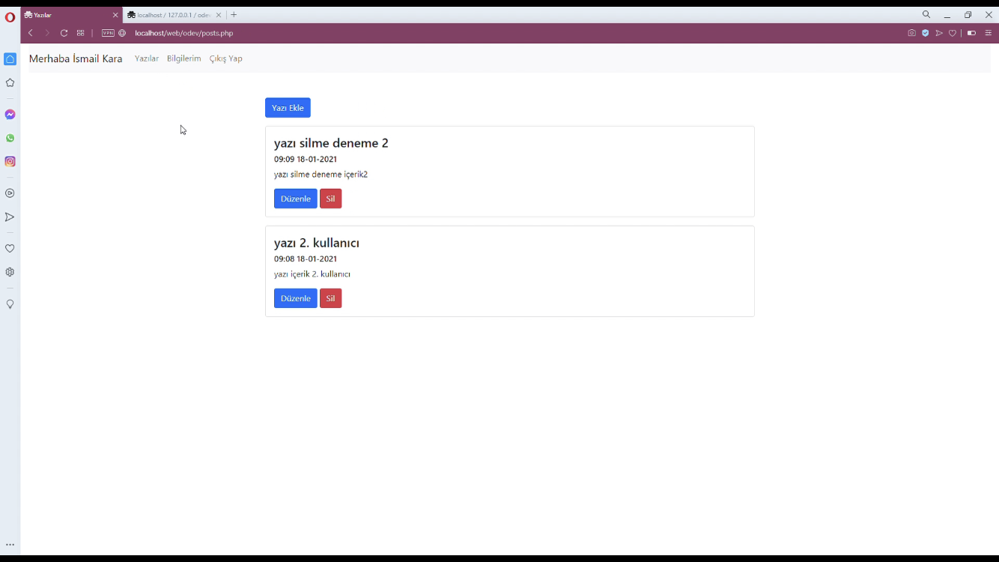 Yazılar
localhost / 127.0.0.1 / odev
VPN
localhost/web/odev/posts.php
Merhaba İsmail Kara Yazılar Bilgilerim Çıkış Yap
Yazı Ekle
yazı silme deneme 2
09:09 18-01-2021
yazı silme deneme içerik2
Düzenle Sil
yazı 2. kullanıcı
09:08 18-01-2021
yazı içerik 2. kullanıcı
Düzenle Sil